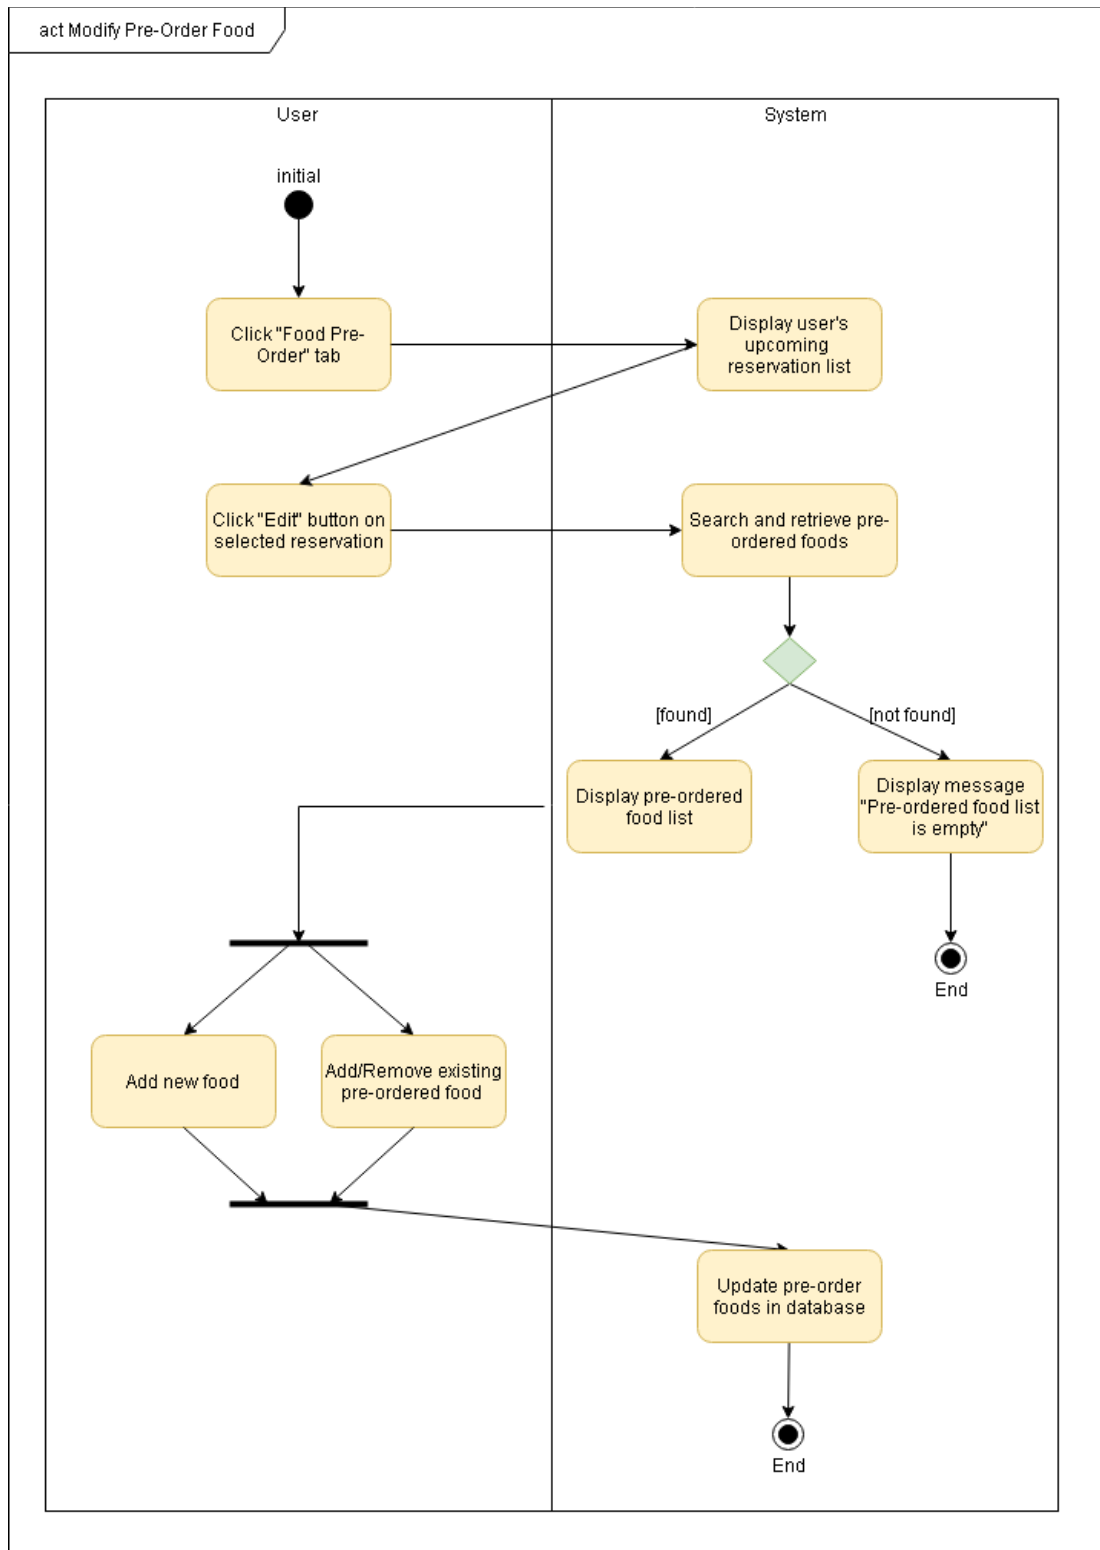 act Modify Pre-Order Food
User
System
initial
Click "Food Pre-
Order" tab
Display user's
upcoming
reservation list
Click "Edit" button on
selected reservation
Search and retrieve pre-
ordered foods
[found]
[not found]
Display pre-ordered
food list
Display message
"Pre-ordered food list
is empty"
End
Add new food
Add/Remove existing
pre-ordered food
Update pre-order
foods in database
End